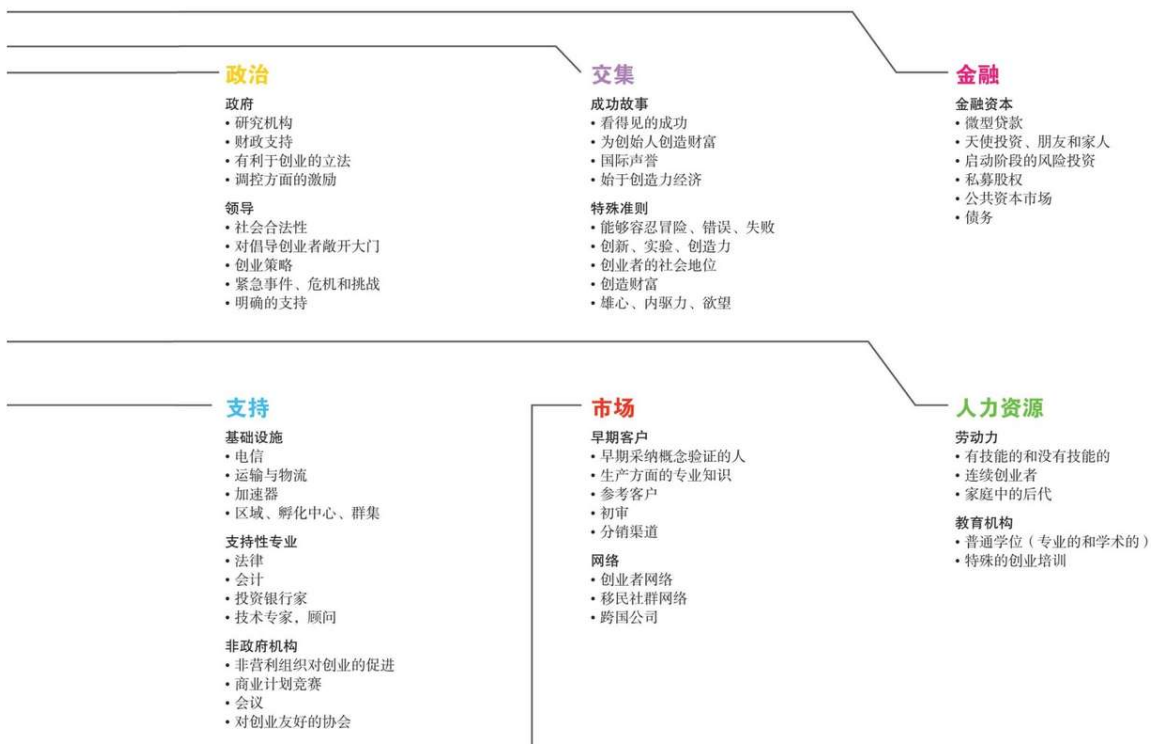 政治
政府
• 研究机构
• 财政支持
• 有利于创业的立法
• 调控方面的激励
领导
• 社会合法性
• 对倡导创业者敞开大门
• 创业策略
• 紧急事件、危机和挑战
• 明确的支持
交集
成功故事
• 看得见的成功
• 为创始人创造财富
• 国际声誉
• 始于创造力经济
特殊准则
• 能够容忍冒险、错误、失败
• 创新、实验、创造力
• 创业者的社会地位
• 创造财富
• 雄心、内驱力、欲望
金融
金融资本
• 微型贷款
• 天使投资、朋友和家人
• 启动阶段的风险投资
• 私募股权
• 公共资本市场
• 债务
支持
基础设施
• 电信
• 运输与物流
• 加速器
• 区域、孵化中心、群集
支持性专业
• 法律
• 会计
• 投资银行家
• 技术专家，顾问
非政府机构
• 非营利组织对创业的促进
• 商业计划竞赛
• 会议
• 对创业友好的协会
市场
早期客户
• 早期采纳概念验证的人
• 生产方面的专业知识
• 参考客户
• 初审
• 分销渠道
网络
• 创业者网络
• 移民社群网络
• 跨国公司
人力资源
劳动力
• 有技能的和没有技能的
• 连续创业者
• 家庭中的后代
教育机构
• 普通学位（专业的和学术的）
• 特殊的创业培训